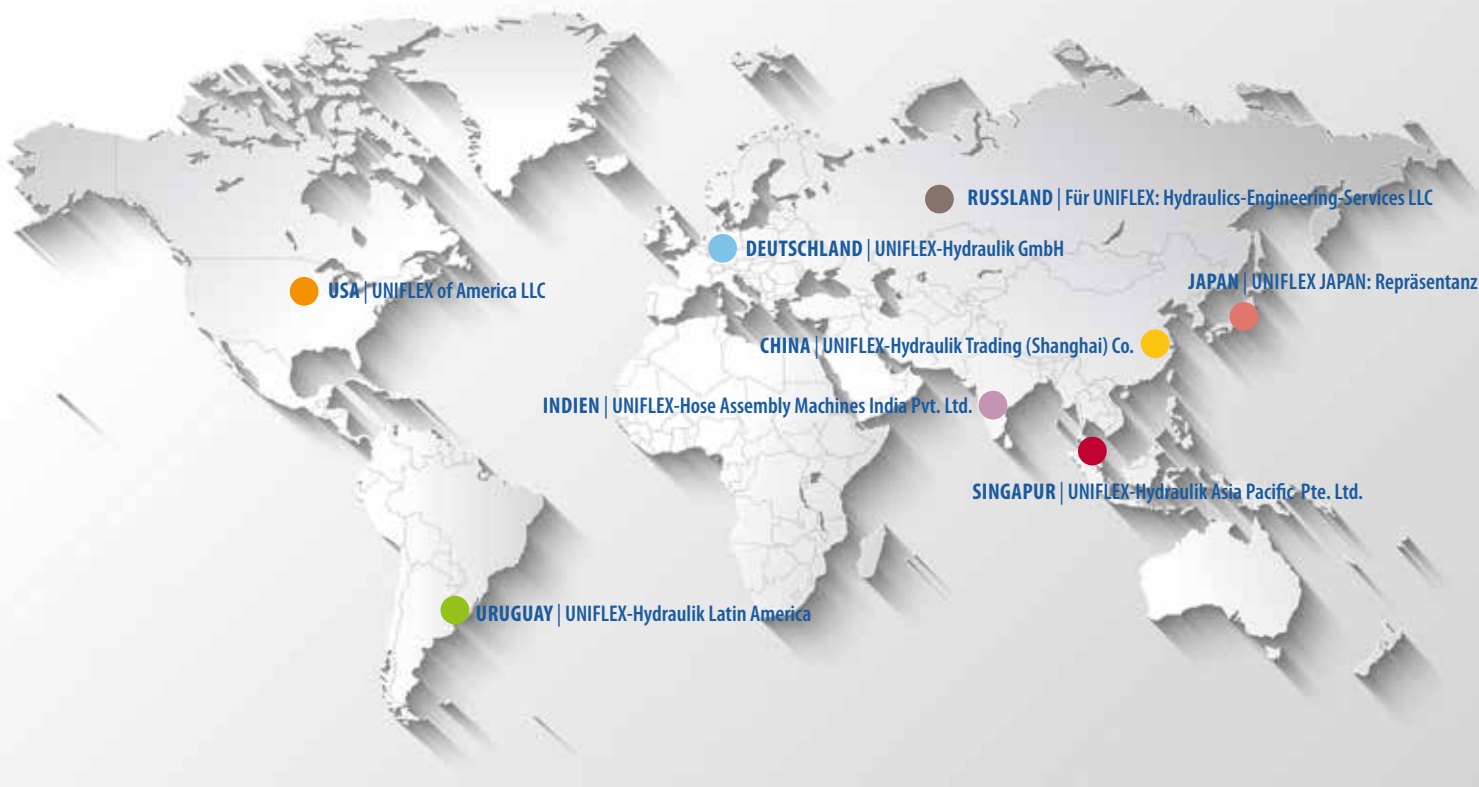 RUSSLAND | Für UNIFLEX: Hydraulics-Engineering-Services LLC
DEUTSCHLAND | UNIFLEX-Hydraulik GmbH
JAPAN | UNIFLEX JAPAN: Repräsentanz
USA | UNIFLEX of America LLC
CHINA | UNIFLEX-Hydraulik Trading (Shanghai) Co.
INDIEN | UNIFLEX-Hose Assembly Machines India Pvt. Ltd.
SINGAPUR | UNIFLEX-Hydraulik Asia Pacific Pte. Ltd.
URUGUAY | UNIFLEX-Hydraulik Latin America